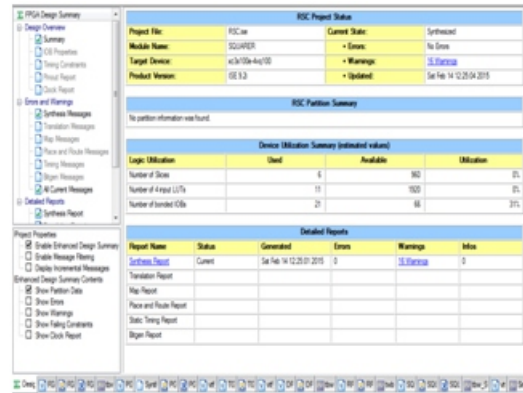 FPGA Design Summary
Design Overview
Summary
IOB Properties
Timing Constraints
Pinout Report
Clock Report
Errors and Warnings
Synthesis Messages
Translation Messages
Map Messages
Place and Route Messages
Timing Messages
Bitgen Messages
All Current Messages
Detailed Reports
Synthesis Report
Project Properties
Enable Enhanced Design Summary
Enable Message Filtering
Display Incremental Messages
Enhanced Design Summary Contents
Show Partition Data
Show Errors
Show Warnings
Show Failing Constraints
Show Clock Report
RSC Project Status
Project File: RSC.ise Current State: Synthesized
Module Name: SQUARER • Errors: No Errors
Target Device: xc3s100e-4vq100 • Warnings: 16 Warnings
Product Version: ISE 9.2i • Updated: Sat Feb 14 12:25:04 2015
RSC Partition Summary
No partition information was found.
Device Utilization Summary (estimated values)
Logic Utilization Used Available Utilization
Number of Slices 6 960 0%
Number of 4 input LUTs 11 1920 0%
Number of bonded IOBs 21 66 31%
Detailed Reports
Report Name Status Generated Errors Warnings Infos
Synthesis Report Current Sat Feb 14 12:25:01 2015 0 16 Warnings 0
Translation Report
Map Report
Place and Route Report
Static Timing Report
Bitgen Report